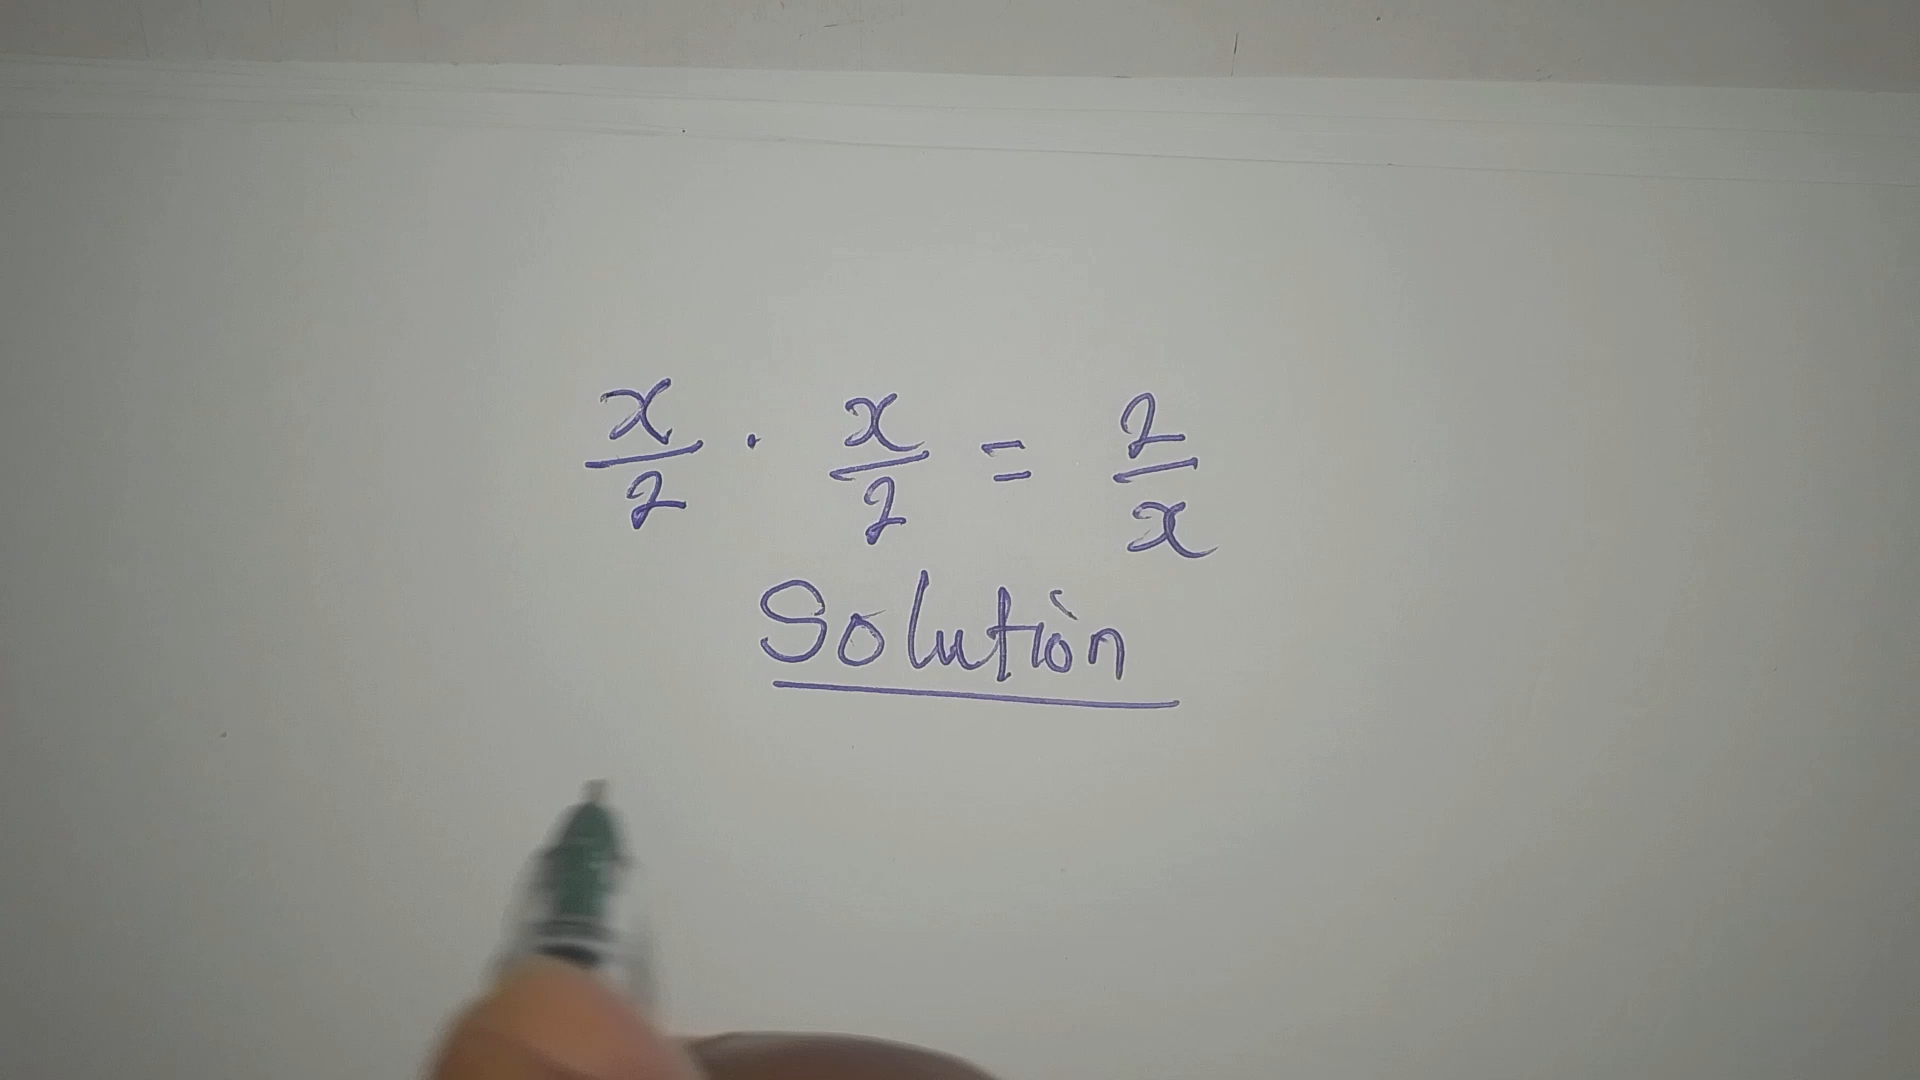 x/2 · x/2 = 2/x
Solution